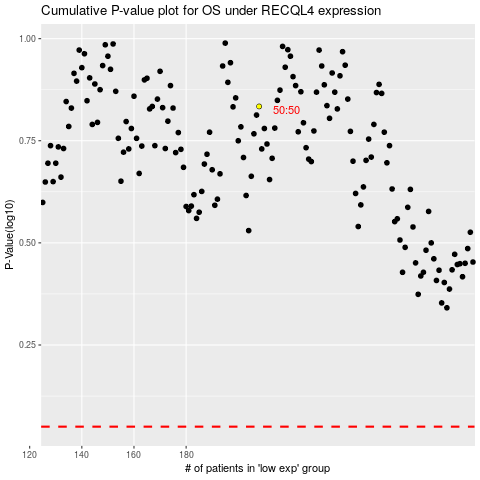 Cumulative P-value plot for OS under RECQL4 expression
1.00
0.75
0.50
0.25
P-Value(log10)
50:50
120 140 160 180
# of patients in 'low exp' group